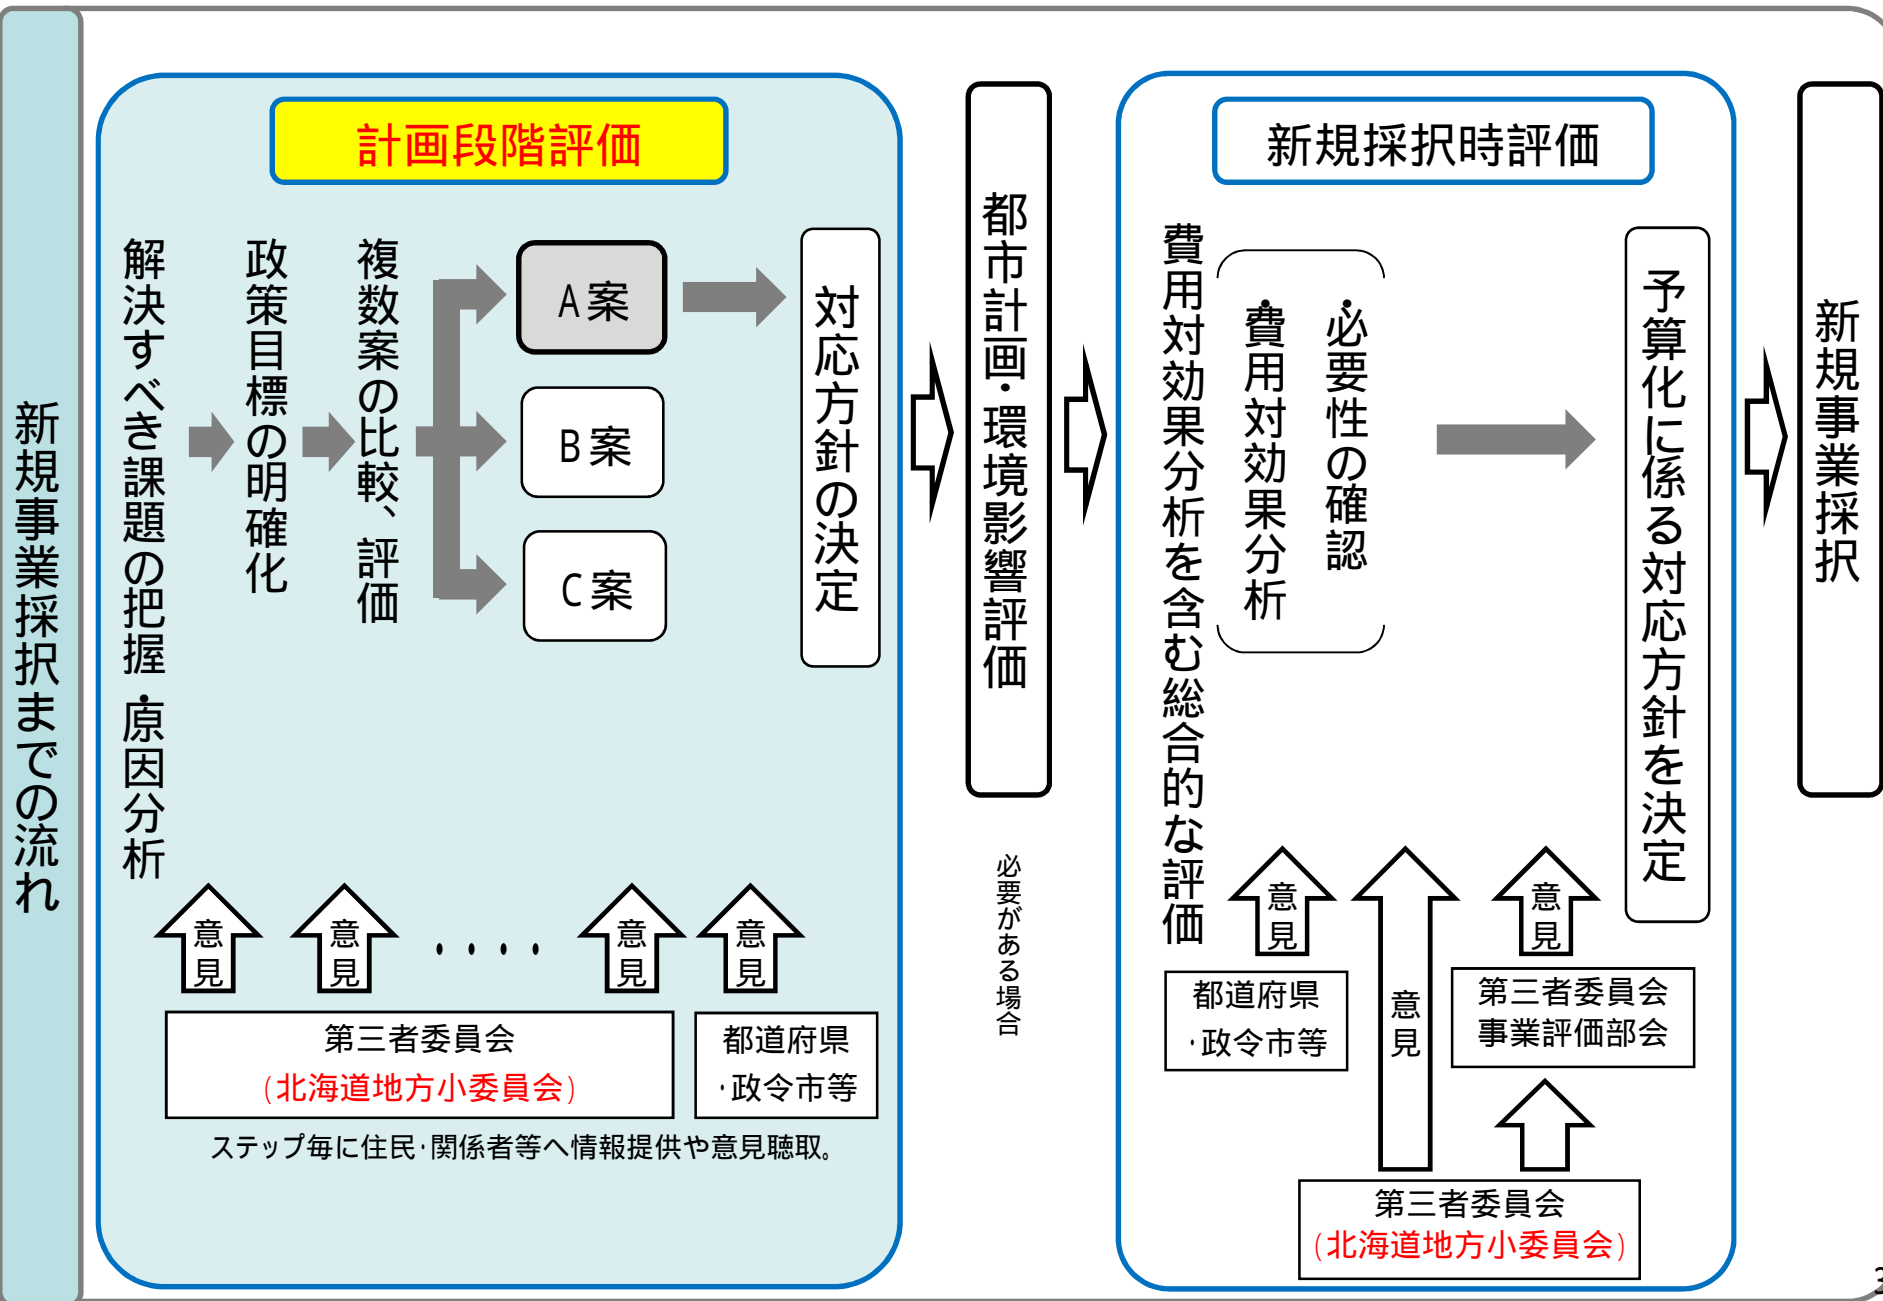 新規事業採択までの流れ
計画段階評価
解決すべき課題の把握・原因分析
政策目標の明確化
複数案の比較、評価
A案
B案
C案
対応方針の決定
意見
意見
・・・・
意見
意見
第三者委員会
(北海道地方小委員会)
都道府県
・政令市等
ステップ毎に住民・関係者等へ情報提供や意見聴取。
都市計画・環境影響評価
必要がある場合
新規採択時評価
費用対効果分析を含む総合的な評価
・費用対効果分析
・必要性の確認
予算化に係る対応方針を決定
意見
意見
意見
都道府県
・政令市等
第三者委員会
事業評価部会
第三者委員会
(北海道地方小委員会)
新規事業採択
3